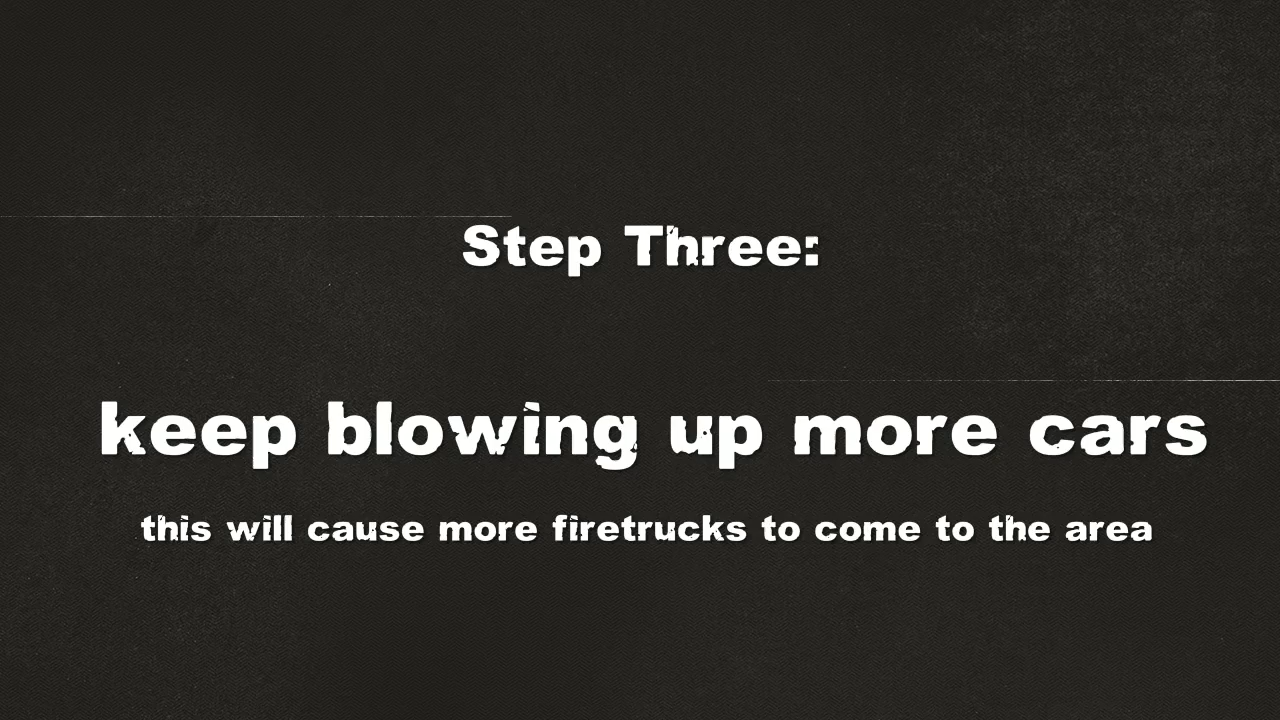 Step Three:
keep blowing up more cars
this will cause more firetrucks to come to the area